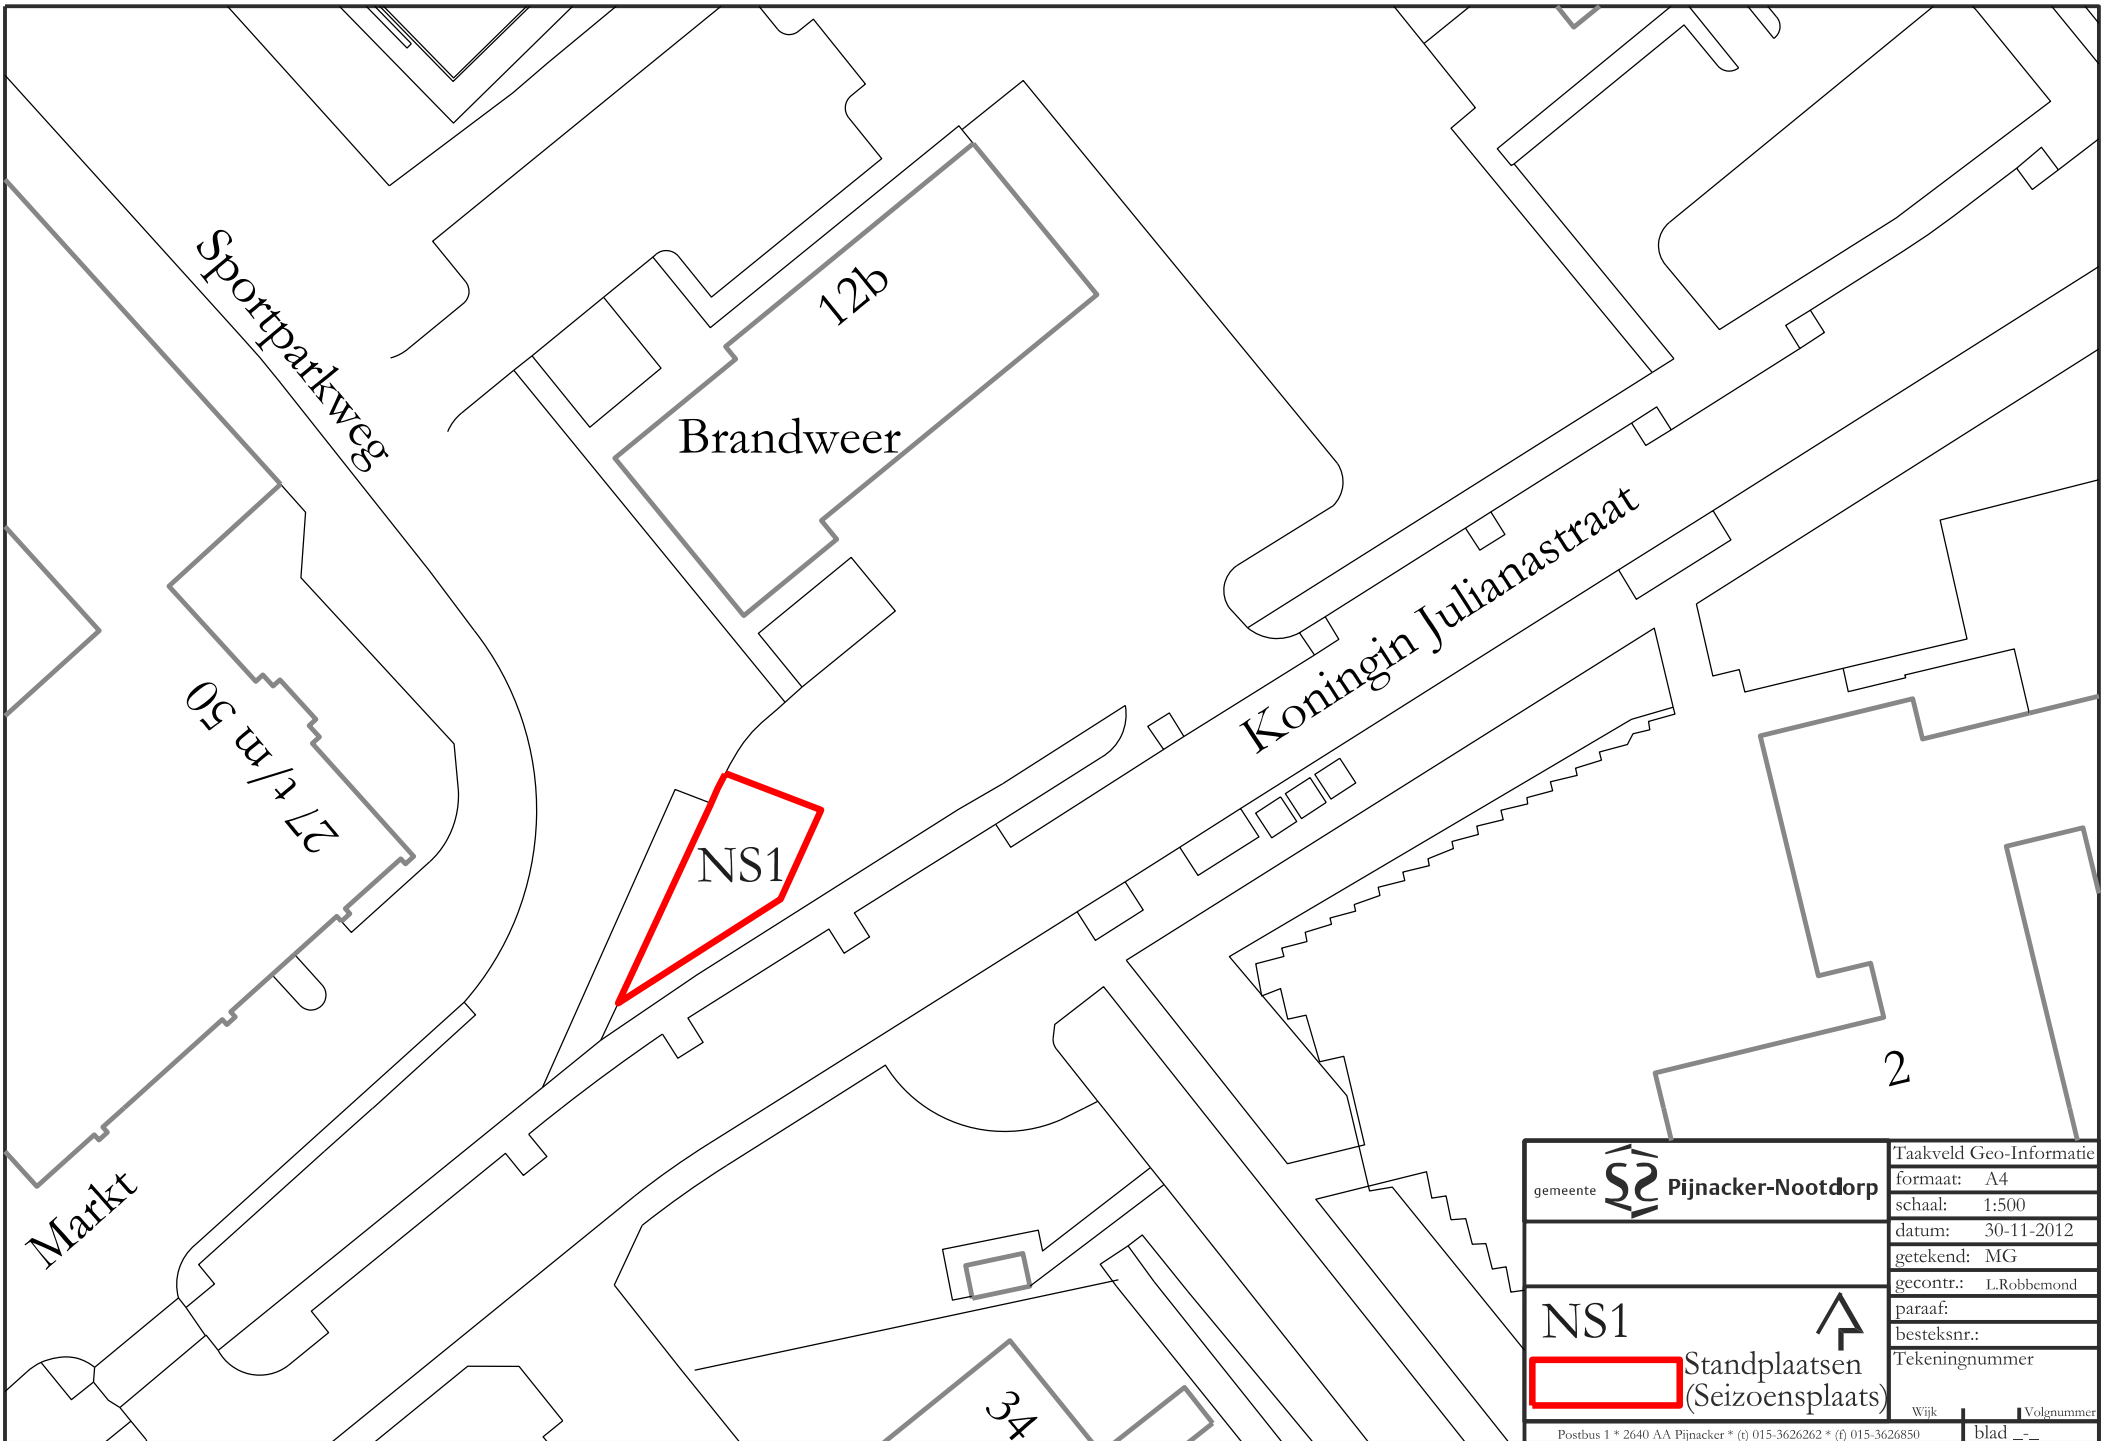 Sportparkweg
12b
Brandweer
Koningin Julianastraat
27 t/m 50
NS1
Markt
2
34
gemeente Pijnacker-Nootdorp
Taakveld Geo-Informatie
formaat: A4
schaal: 1:500
datum: 30-11-2012
getekend: MG
gecontr.: L.Robbemond
paraaf:
besteksnr.:
Tekeningnummer
NS1
Standplaatsen
(Seizoensplaats)
Wijk Volgnummer
Postbus 1 * 2640 AA Pijnacker * (t) 015-3626262 * (f) 015-3626850
blad _-_